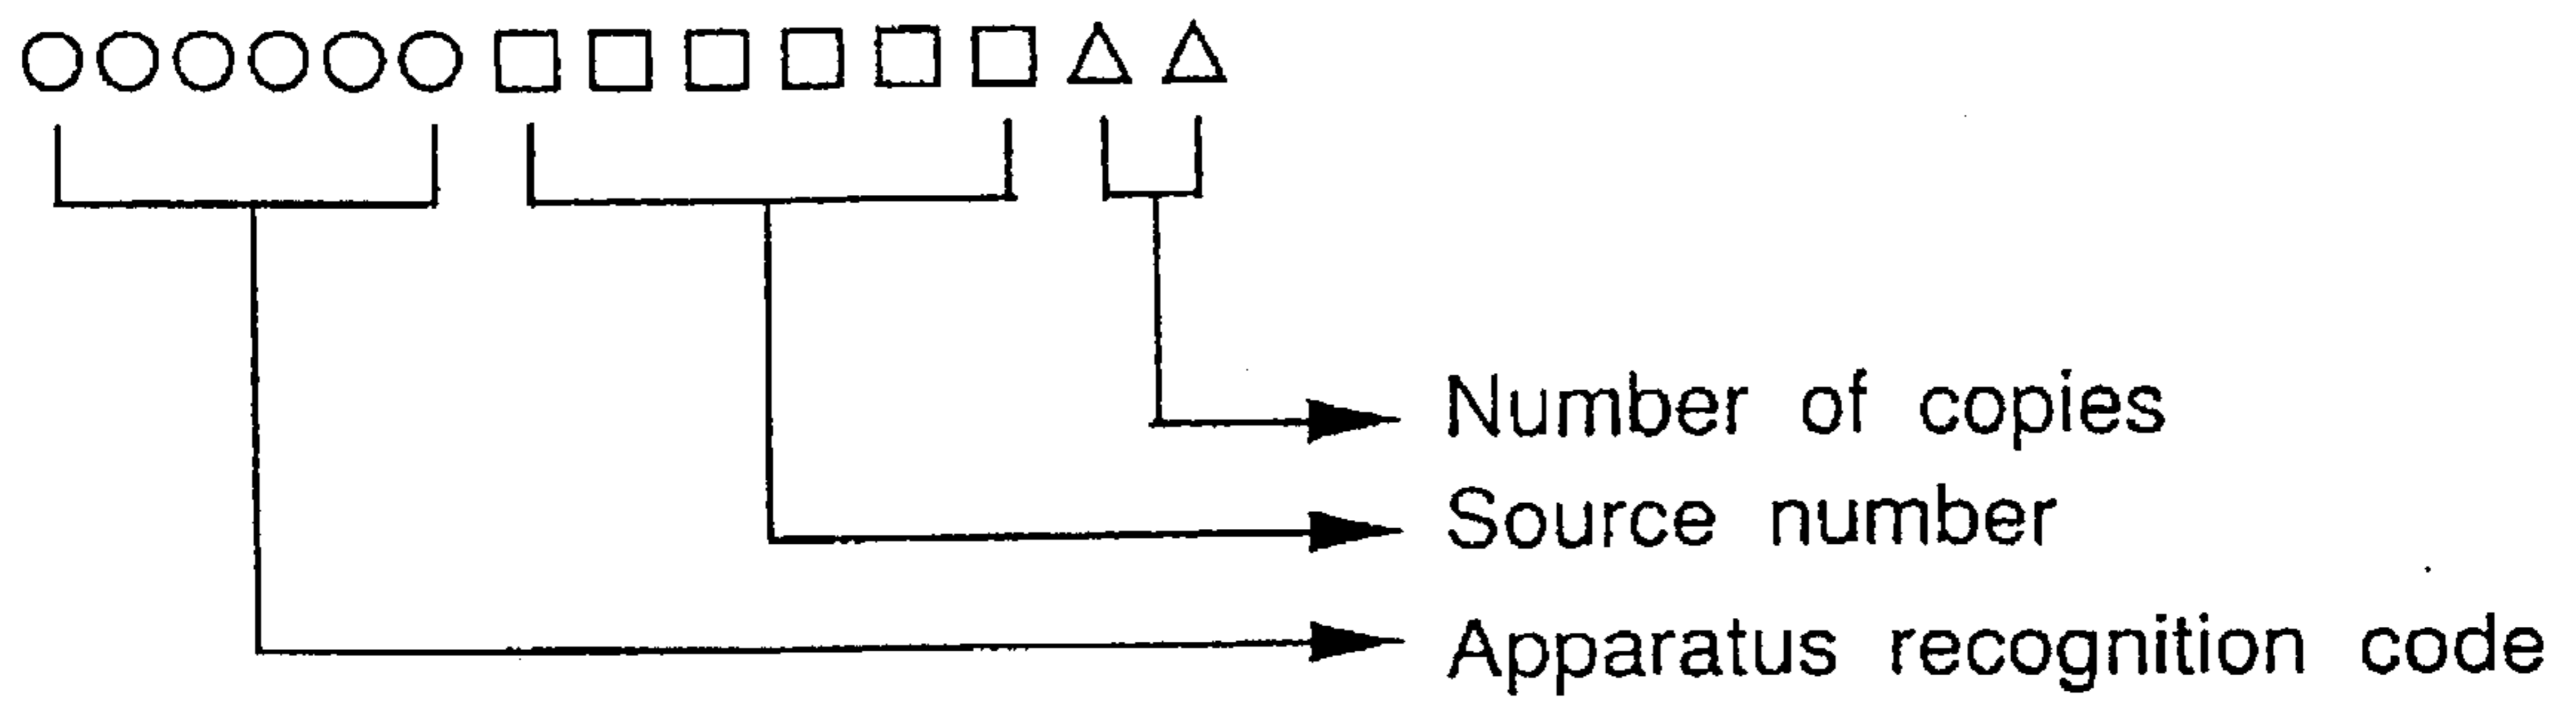 ○○○○○○□□□□□□△△
Number of copies
Source number
Apparatus recognition code